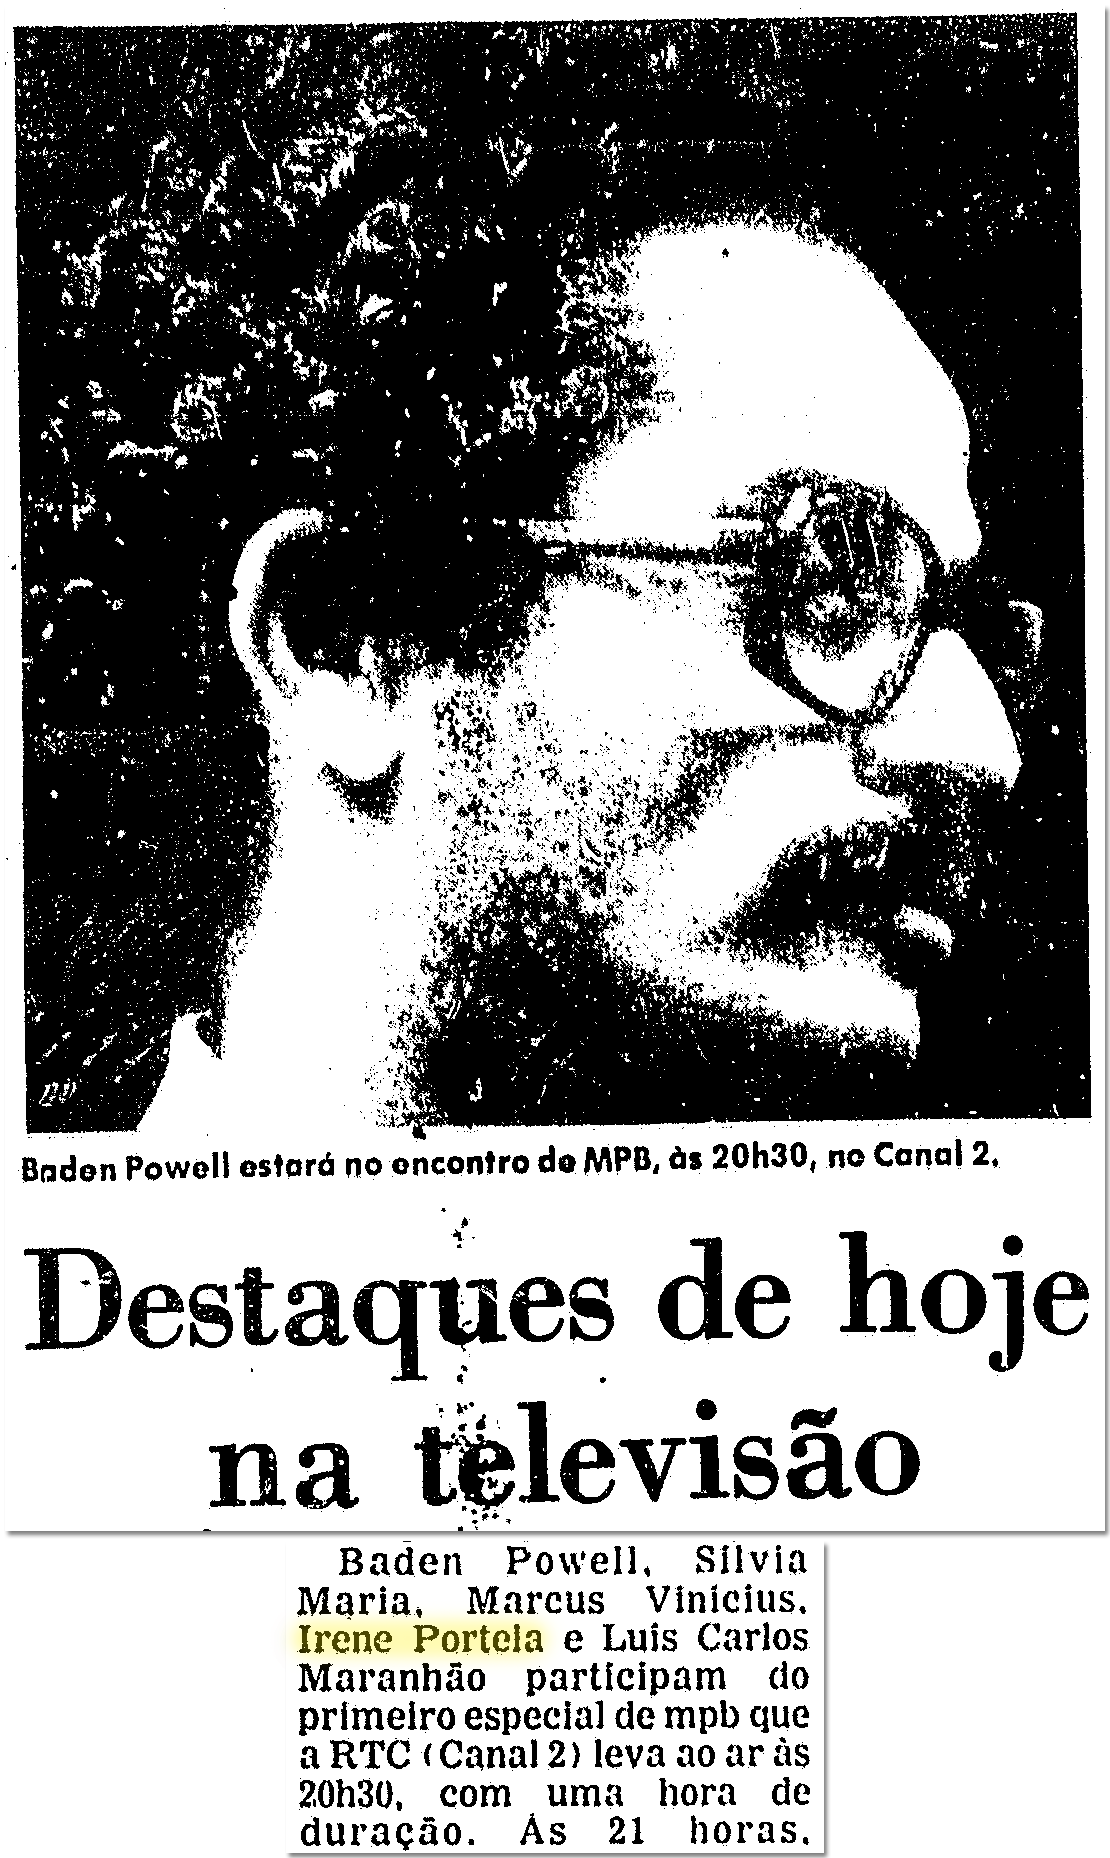 Baden Powell estará no encontro de MPB, às 20h30, no Canal 2.
Destaques de hoje
na televisão
Baden Powell, Silvia
Maria, Marcus Vinicius,
Irene Portela e Luis Carlos
Maranhão participam do
primeiro especial de mpb que
a RTC (Canal 2) leva ao ar às
20h30, com uma hora de
duração. Às 21 horas,